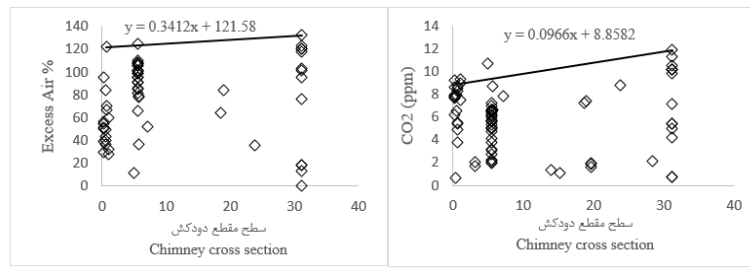 y = 0.3412x + 121.58
Excess Air %
140
120
100
80
60
40
20
0
0 10 20 30 40
سطح مقطع دودکش
Chimney cross section
y = 0.0966x + 8.8582
CO2 (ppm)
14
12
10
8
6
4
2
0
0 10 20 30 40
سطح مقطع دودکش
Chimney cross section